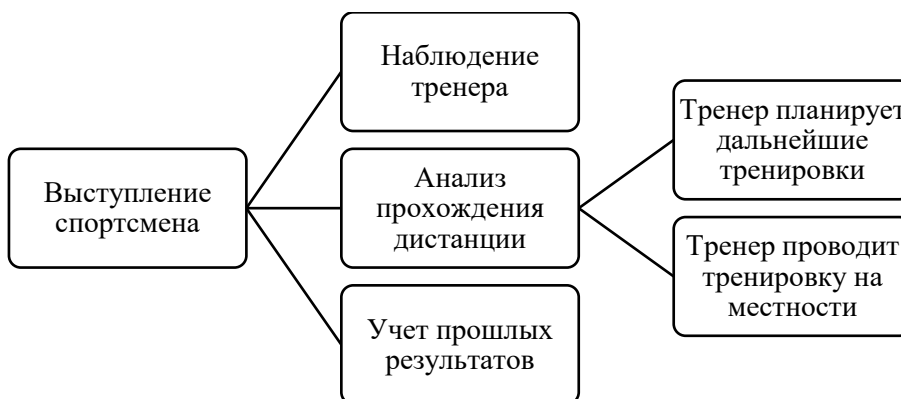 Выступление
спортсмена
Наблюдение
тренера
Анализ
прохождения
дистанции
Учет прошлых
результатов
Тренер планирует
дальнейшие
тренировки
Тренер проводит
тренировку на
местности